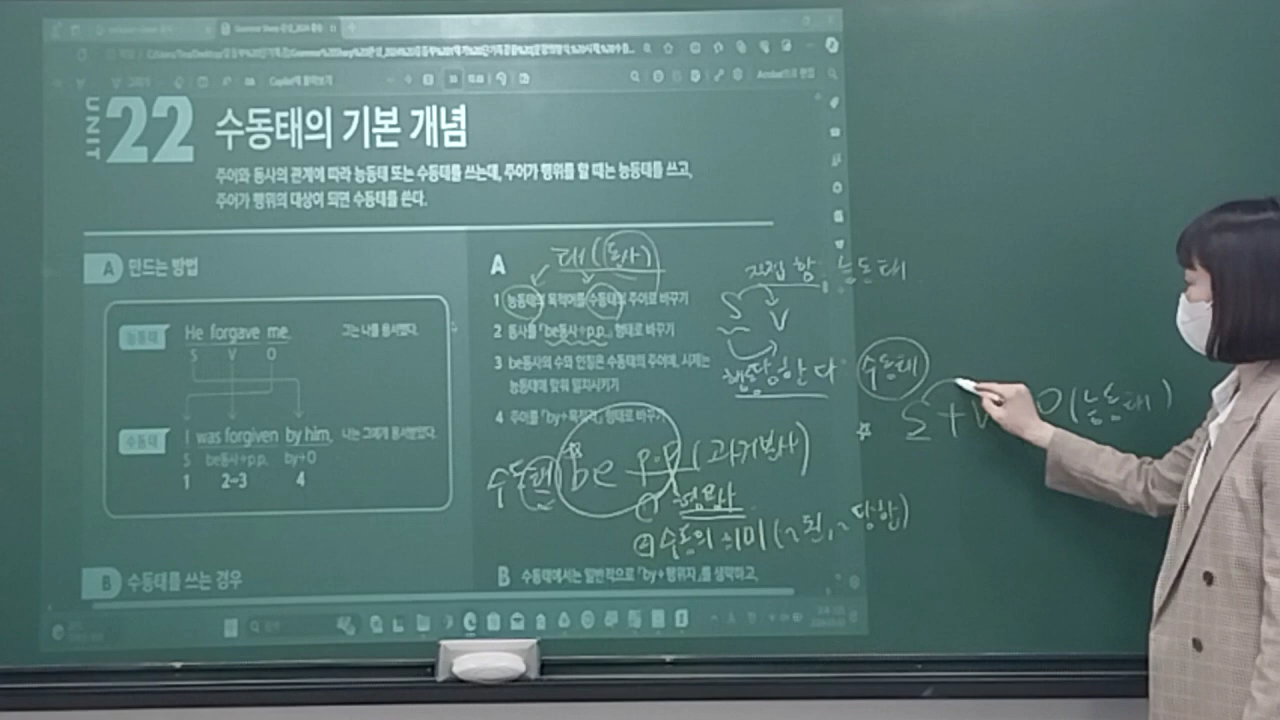 UNIT 22 수동태의 기본 개념
주어와 동사의 관계에 따라 능동태 또는 수동태를 쓰는데, 주어가 행위를 할 때는 능동태를 쓰고,
주어가 행위의 대상이 되면 수동태를 쓴다.
A 만드는 방법
능동태 He forgave me. 그는 나를 용서했다.
S V O
수동태 I was forgiven by him. 나는 그에게 용서받았다.
S be동사+p.p. by+O
1 2-3 4
B 수동태를 쓰는 경우
태(동사)
A
1 능동태의 목적어를 수동태의 주어로 바꾸기
2 동사를 「be동사+p.p.」 형태로 바꾸기
3 be동사의 수와 인칭은 수동태의 주어에, 시제는
능동태에 맞춰 일치시키기
4 주어를 「by+목적격」 형태로 바꾸기
수동태 be p.p (과거분사)
① 형용사
② 수동의 의미(~된, ~당한)
B 수동태에서는 일반적으로 「by+행위자」를 생략하고,
직접 함 능동태
S V
행동당한다 수동태
S + V O (능동태)